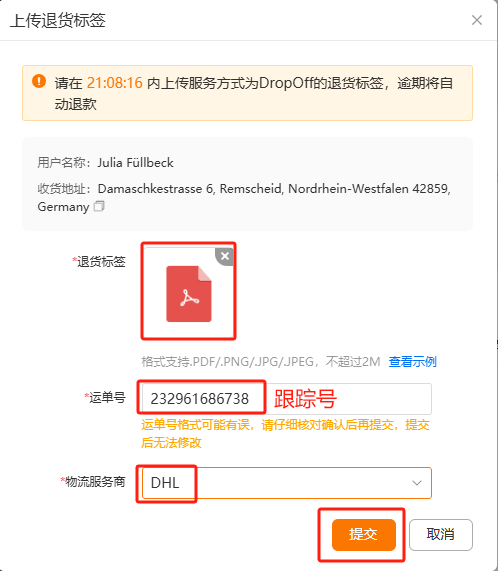 上传退货标签
请在 21:08:16 内上传服务方式为DropOff的退货标签，逾期将自
动退款
用户名称： Julia Füllbeck
收货地址： Damaschkestrasse 6, Remscheid, Nordrhein-Westfalen 42859,
Germany
*退货标签
格式支持.PDF/.PNG/.JPG/.JPEG，不超过2M 查看示例
*运单号 232961686738 跟踪号
运单号格式可能有误，请仔细核对确认后再提交，提交
后无法修改
*物流服务商 DHL
提交 取消